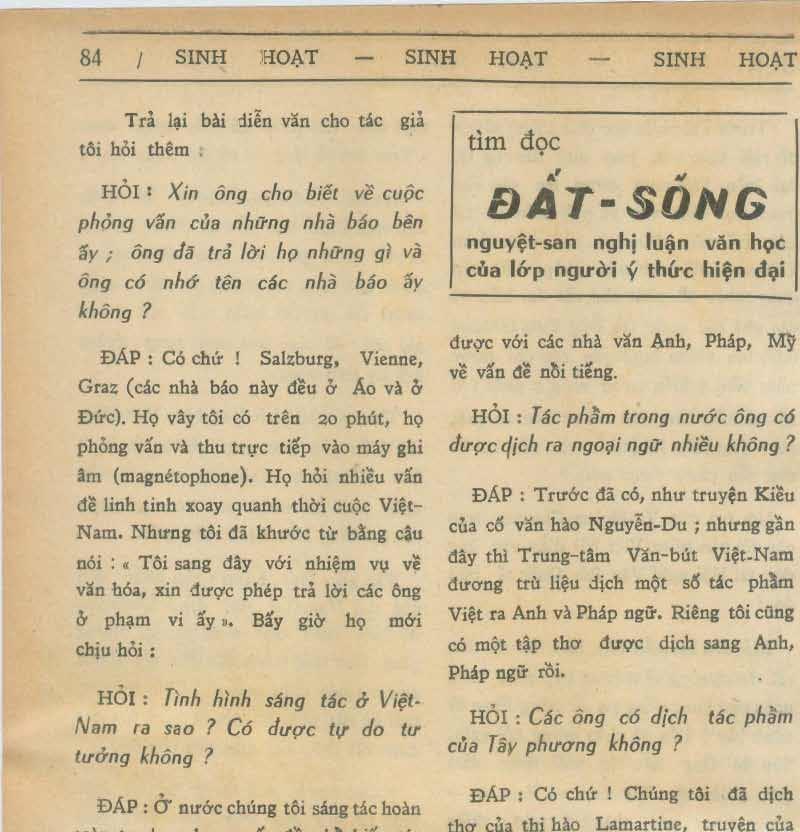 84 / SINH HOẠT — SINH HOẠT — SINH HOẠT
Trả lại bài diễn văn cho tác giả
tôi hỏi thêm :
HỎI : Xin ông cho biết về cuộc
phỏng vấn của những nhà báo bên
ấy ; ông đã trả lời họ những gì và
ông có nhớ tên các nhà báo ấy
không ?
ĐÁP : Có chứ ! Salzburg, Vienne,
Graz (các nhà báo này đều ở Áo và ở
Đức). Họ vây tôi có trên 20 phút, họ
phỏng vấn và thu trực tiếp vào máy ghi
âm (magnétophone). Họ hỏi nhiều vấn
đề linh tinh xoay quanh thời cuộc Việt-
Nam. Nhưng tôi đã khước từ bằng câu
nói : « Tôi sang đây với nhiệm vụ về
văn hóa, xin được phép trả lời các ông
ở phạm vi ấy ». Bấy giờ họ mới
chịu hỏi :
HỎI : Tình hình sáng tác ở Việt-
Nam ra sao ? Có được tự do tư
tưởng không ?
ĐÁP : Ở nước chúng tôi sáng tác hoàn
tìm đọc
ĐẤT - SỐNG
nguyệt-san nghị luận văn học
của lớp người ý thức hiện đại
được với các nhà văn Anh, Pháp, Mỹ
về vấn đề nổi tiếng.
HỎI : Tác phầm trong nước ông có
được dịch ra ngoại ngữ nhiều không ?
ĐÁP : Trước đã có, như truyện Kiều
của cố văn hào Nguyễn-Du ; nhưng gần
đây thì Trung-tâm Văn-bút Việt-Nam
đương trù liệu dịch một số tác phầm
Việt ra Anh và Pháp ngữ. Riêng tôi cũng
có một tập thơ được dịch sang Anh,
Pháp ngữ rồi.
HỎI : Các ông có dịch tác phầm
của Tây phương không ?
ĐÁP : Có chứ ! Chúng tôi đã dịch
thơ của thi hào Lamartine, truyện của